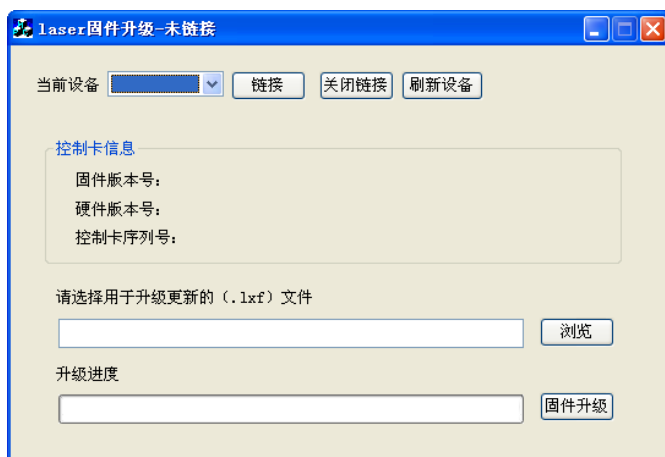 laser固件升级-未链接
当前设备 链接 关闭链接 刷新设备
控制卡信息
固件版本号:
硬件版本号:
控制卡序列号:
请选择用于升级更新的（.lxf）文件
浏览
升级进度
固件升级